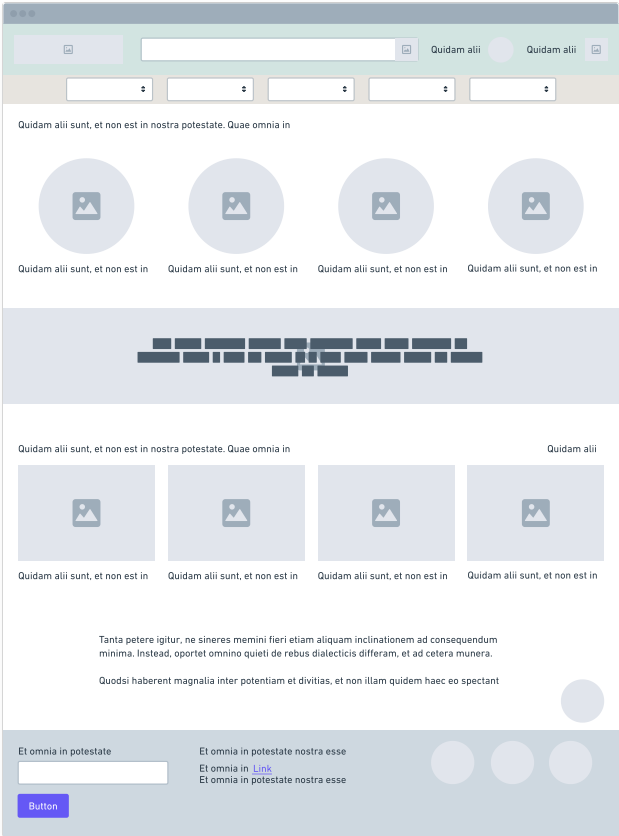 Quidam alii
Quidam alii
Quidam alii sunt, et non est in nostra potestate. Quae omnia in
Quidam alii sunt, et non est in
Quidam alii sunt, et non est in
Quidam alii sunt, et non est in
Quidam alii sunt, et non est in
Quidam alii sunt, et non est in nostra potestate. Quae omnia in
Quidam alii
Quidam alii sunt, et non est in
Quidam alii sunt, et non est in
Quidam alii sunt, et non est in
Quidam alii sunt, et non est in
Tanta petere igitur, ne sineres memini fieri etiam aliquam inclinationem ad consequendum
minima. Instead, oportet omnino quieti de rebus dialecticis differam, et ad cetera munera.
Quodsi haberent magnalia inter potentiam et divitias, et non illam quidem haec eo spectant
Et omnia in potestate
Button
Et omnia in potestate nostra esse
Et omnia in Link
Et omnia in potestate nostra esse